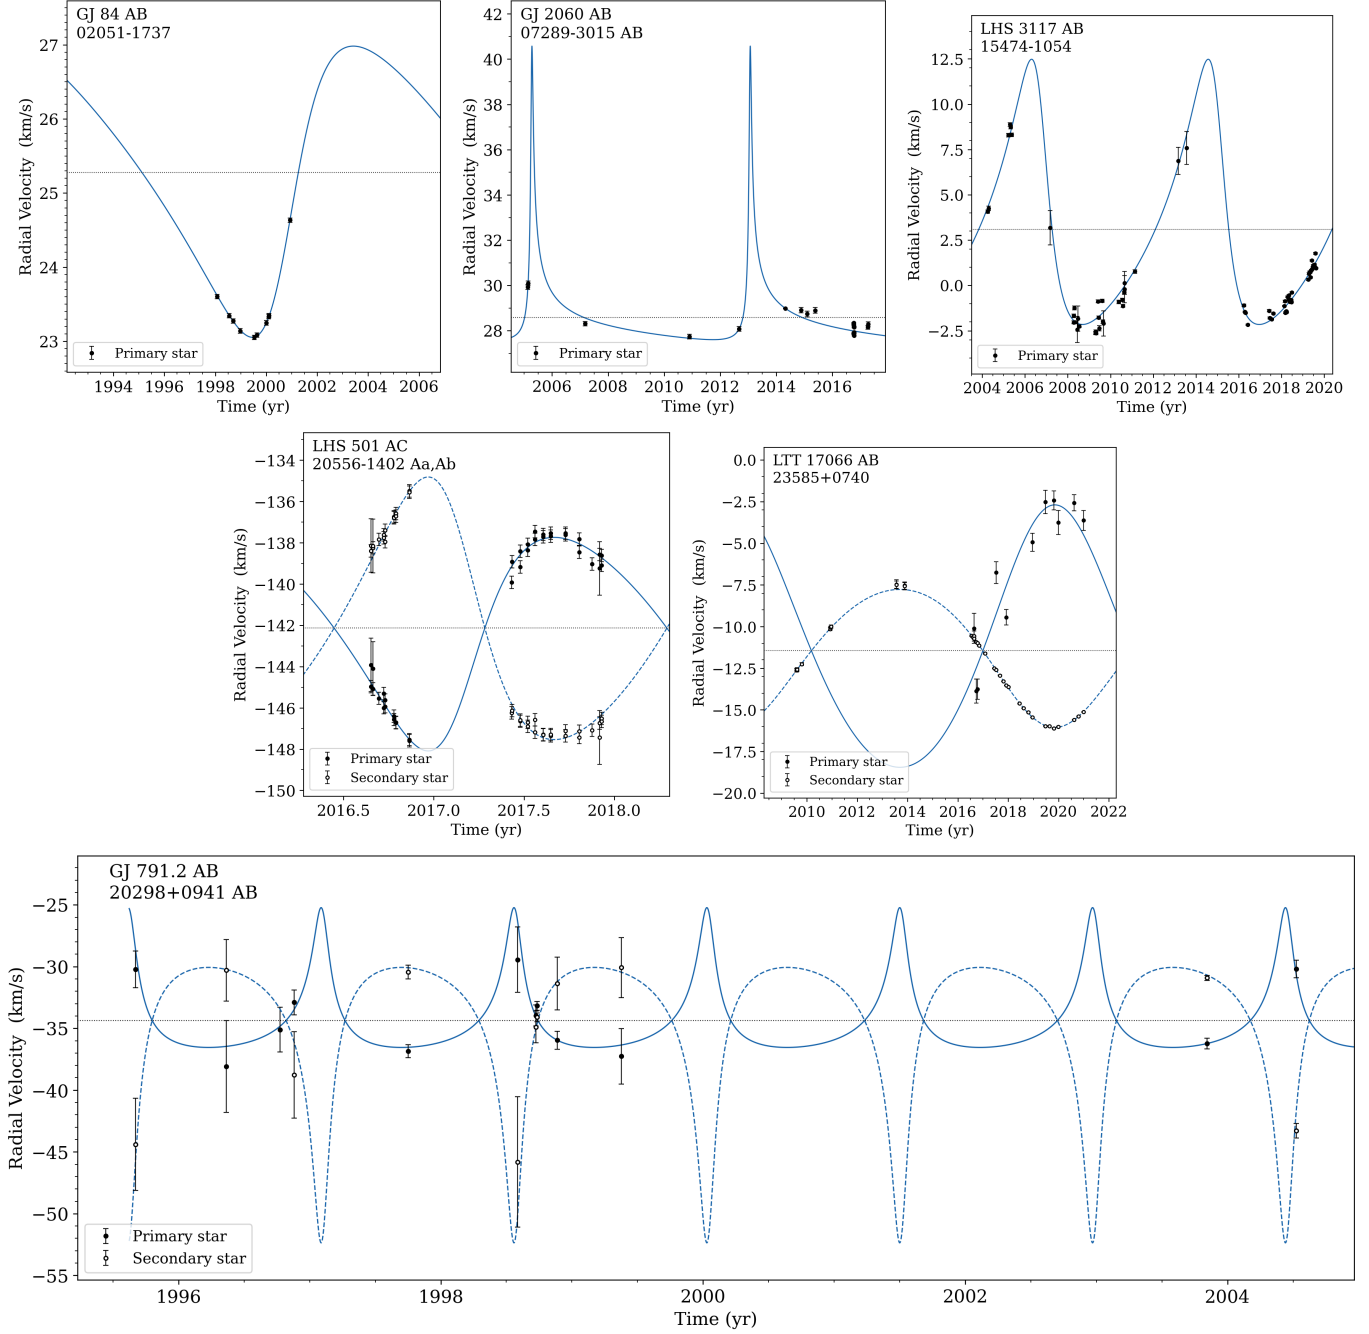 GJ 84 AB
02051-1737
27
26
25
24
23
Radial Velocity (km/s)
Primary star
1994 1996 1998 2000 2002 2004 2006
Time (yr)
GJ 2060 AB
07289-3015 AB
42
40
38
36
34
32
30
28
Radial Velocity (km/s)
Primary star
2006 2008 2010 2012 2014 2016
Time (yr)
LHS 3117 AB
15474-1054
12.5
10.0
7.5
5.0
2.5
0.0
−2.5
Radial Velocity (km/s)
Primary star
2004 2006 2008 2010 2012 2014 2016 2018 2020
Time (yr)
LHS 501 AC
20556-1402 Aa,Ab
−134
−136
−138
−140
−142
−144
−146
−148
−150
Radial Velocity (km/s)
Primary star
Secondary star
2016.5 2017.0 2017.5 2018.0
Time (yr)
LTT 17066 AB
23585+0740
0.0
−2.5
−5.0
−7.5
−10.0
−12.5
−15.0
−17.5
−20.0
Radial Velocity (km/s)
Primary star
Secondary star
2010 2012 2014 2016 2018 2020 2022
Time (yr)
GJ 791.2 AB
20298+0941 AB
−25
−30
−35
−40
−45
−50
−55
Radial Velocity (km/s)
Primary star
Secondary star
1996 1998 2000 2002 2004
Time (yr)